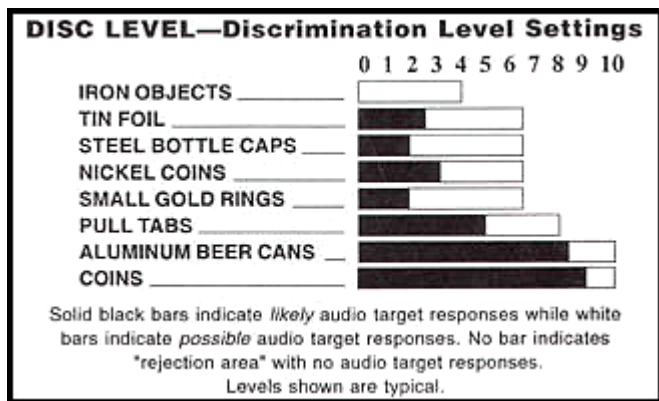 DISC LEVEL—Discrimination Level Settings
0 1 2 3 4 5 6 7 8 9 10
IRON OBJECTS
TIN FOIL
STEEL BOTTLE CAPS
NICKEL COINS
SMALL GOLD RINGS
PULL TABS
ALUMINUM BEER CANS
COINS
Solid black bars indicate likely audio target responses while white
bars indicate possible audio target responses. No bar indicates
"rejection area" with no audio target responses.
Levels shown are typical.